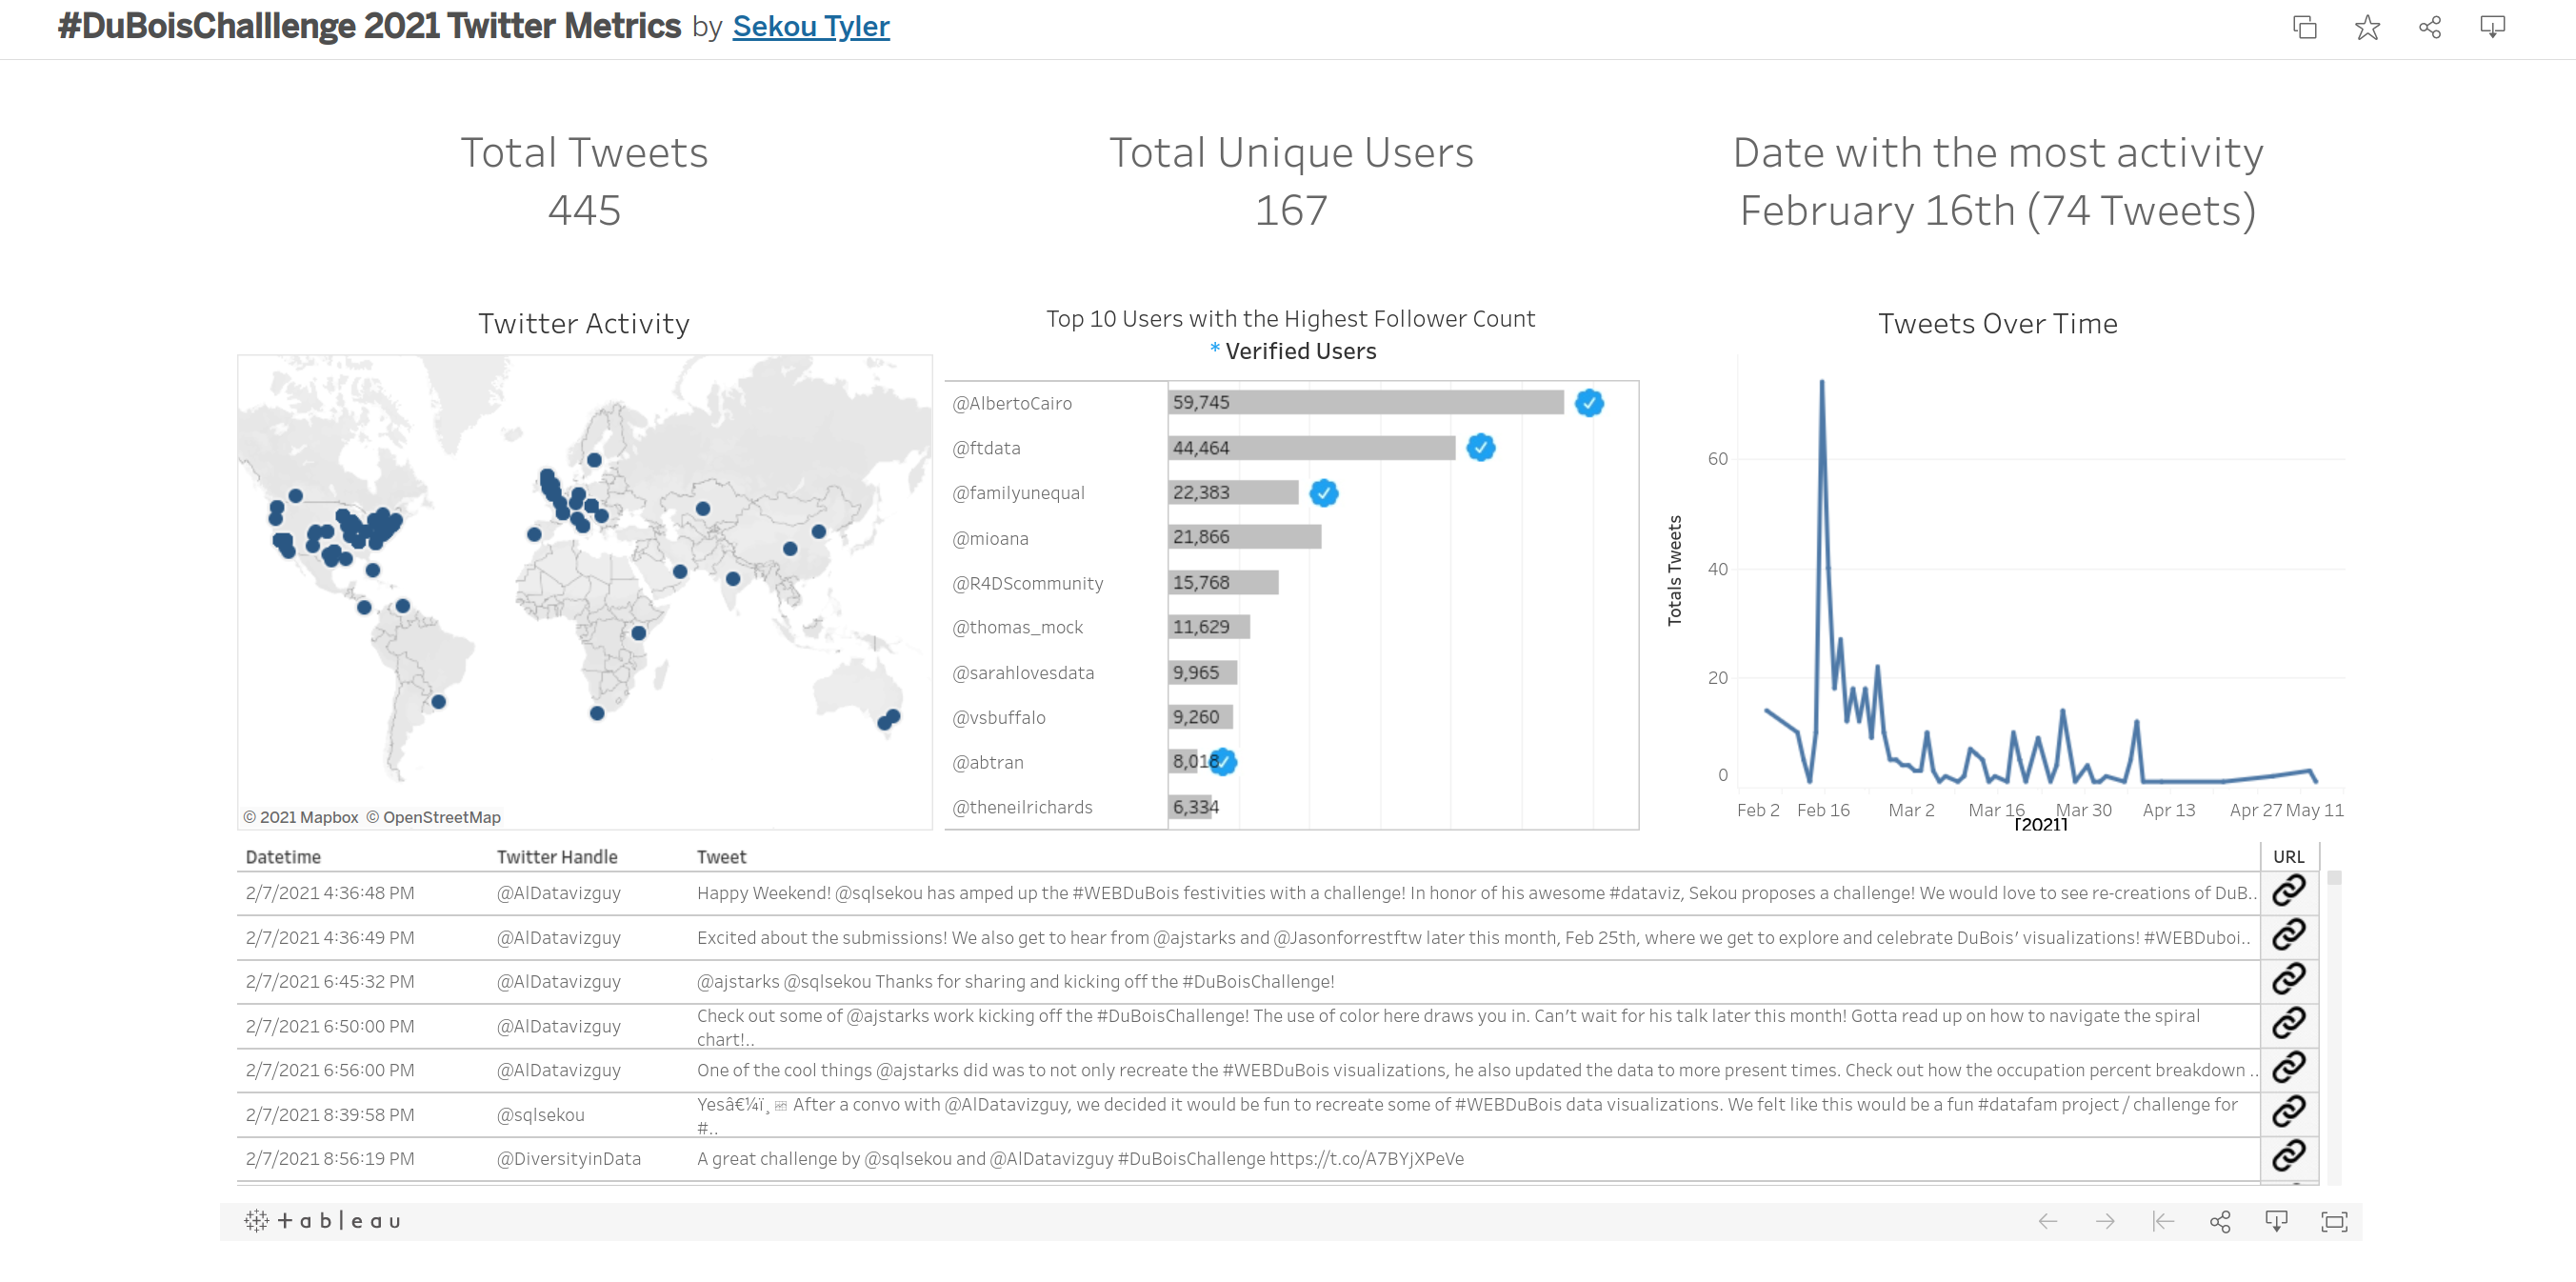 #DuBoisChalllenge 2021 Twitter Metrics by Sekou Tyler
Total Tweets
445
Total Unique Users
167
Date with the most activity
February 16th (74 Tweets)
Twitter Activity
© 2021 Mapbox © OpenStreetMap
Top 10 Users with the Highest Follower Count
* Verified Users
@AlbertoCairo 59,745
@ftdata 44,464
@familyunequal 22,383
@mioana 21,866
@R4DScommunity 15,768
@thomas_mock 11,629
@sarahlovesdata 9,965
@vsbuffalo 9,260
@abtran 8,018
@theneilrichards 6,334
Tweets Over Time
Totals Tweets
60
40
20
0
Feb 2 Feb 16 Mar 2 Mar 16 Mar 30 Apr 13 Apr 27 May 11
[2021]
Datetime Twitter Handle Tweet URL
2/7/2021 4:36:48 PM @AlDatavizguy Happy Weekend! @sqlsekou has amped up the #WEBDuBois festivities with a challenge! In honor of his awesome #dataviz, Sekou proposes a challenge! We would love to see re-creations of DuB..
2/7/2021 4:36:49 PM @AlDatavizguy Excited about the submissions! We also get to hear from @ajstarks and @Jasonforrestftw later this month, Feb 25th, where we get to explore and celebrate DuBois’ visualizations! #WEBDuboi..
2/7/2021 6:45:32 PM @AlDatavizguy @ajstarks @sqlsekou Thanks for sharing and kicking off the #DuBoisChallenge!
2/7/2021 6:50:00 PM @AlDatavizguy Check out some of @ajstarks work kicking off the #DuBoisChallenge! The use of color here draws you in. Can’t wait for his talk later this month! Gotta read up on how to navigate the spiral
chart!..
2/7/2021 6:56:00 PM @AlDatavizguy One of the cool things @ajstarks did was to not only recreate the #WEBDuBois visualizations, he also updated the data to more present times. Check out how the occupation percent breakdown ..
2/7/2021 8:39:58 PM @sqlsekou Yesâ€¼ï¸ After a convo with @AlDatavizguy, we decided it would be fun to recreate some of #WEBDuBois data visualizations. We felt like this would be a fun #datafam project / challenge for
#..
2/7/2021 8:56:19 PM @DiversityinData A great challenge by @sqlsekou and @AlDatavizguy #DuBoisChallenge https://t.co/A7BYjXPeVe
+ableau